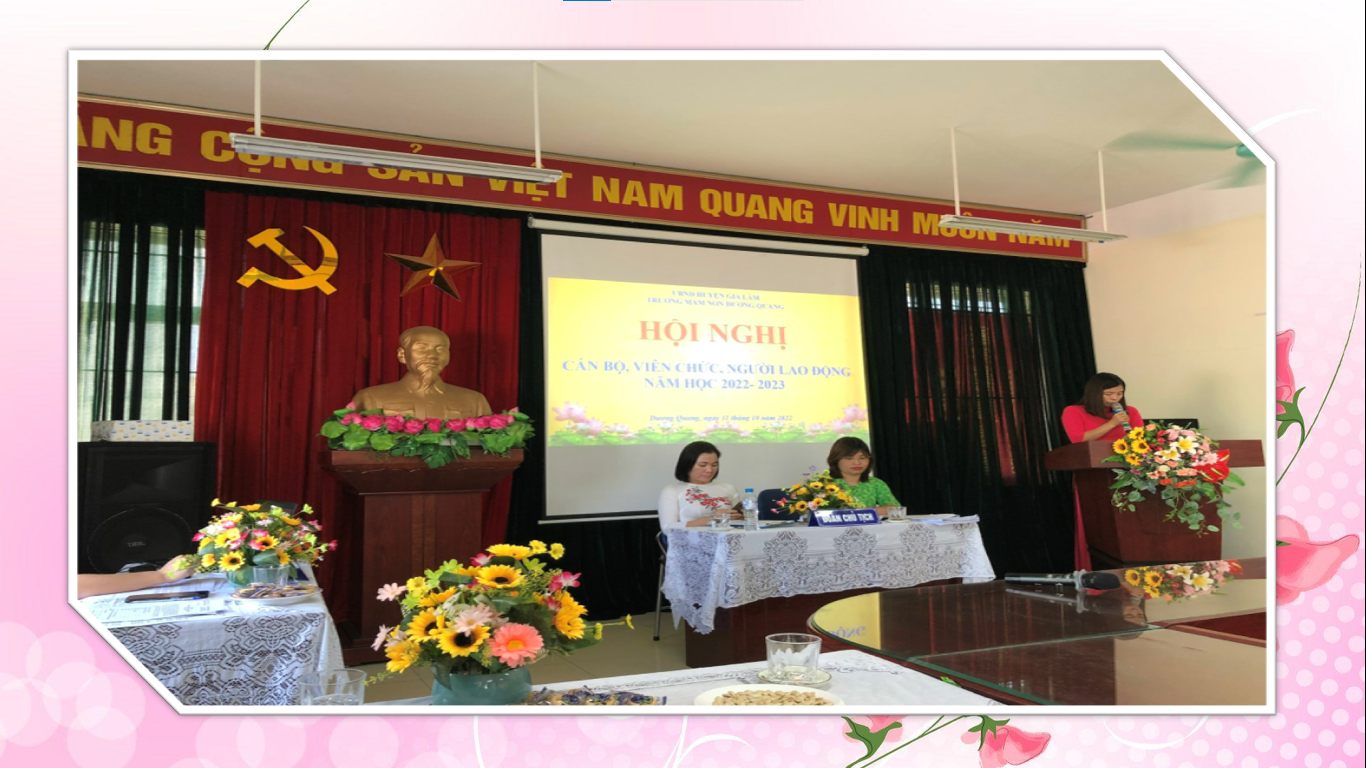 ẢNG CỘNG SẢN VIỆT NAM QUANG VINH MUÔN NĂM
UBND HUYỆN GIA LÂM
TRƯỜNG MẦM NON DƯƠNG QUANG
HỘI NGHỊ
CÁN BỘ, VIÊN CHỨC, NGƯỜI LAO ĐỘNG
NĂM HỌC 2022- 2023
Dương Quang, ngày 11 tháng 10 năm 2022
ĐOÀN CHỦ TỊCH